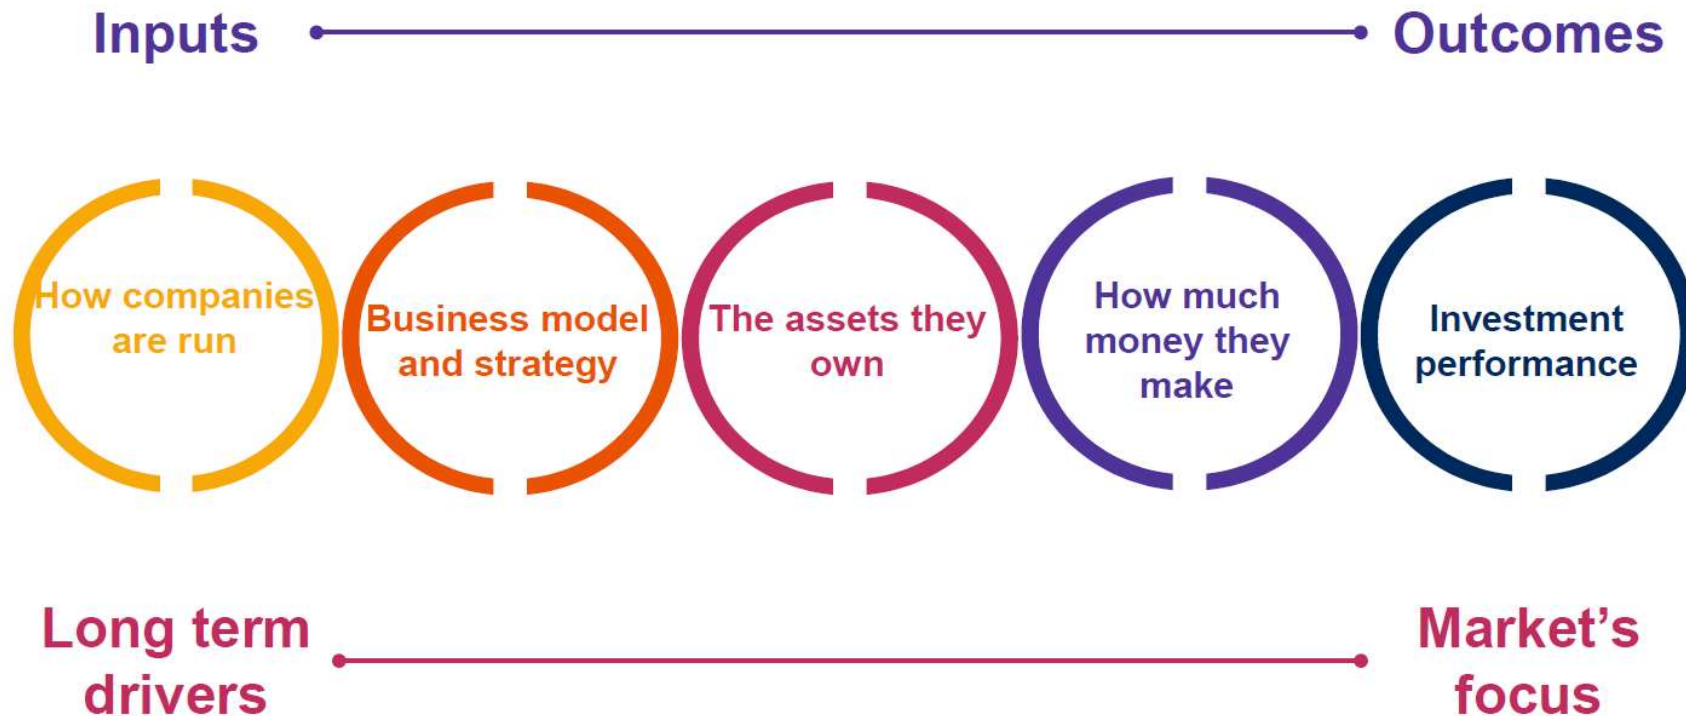 Inputs
Outcomes
How companies
are run
Business model
and strategy
The assets they
own
How much
money they
make
Investment
performance
Long term
drivers
Market's
focus